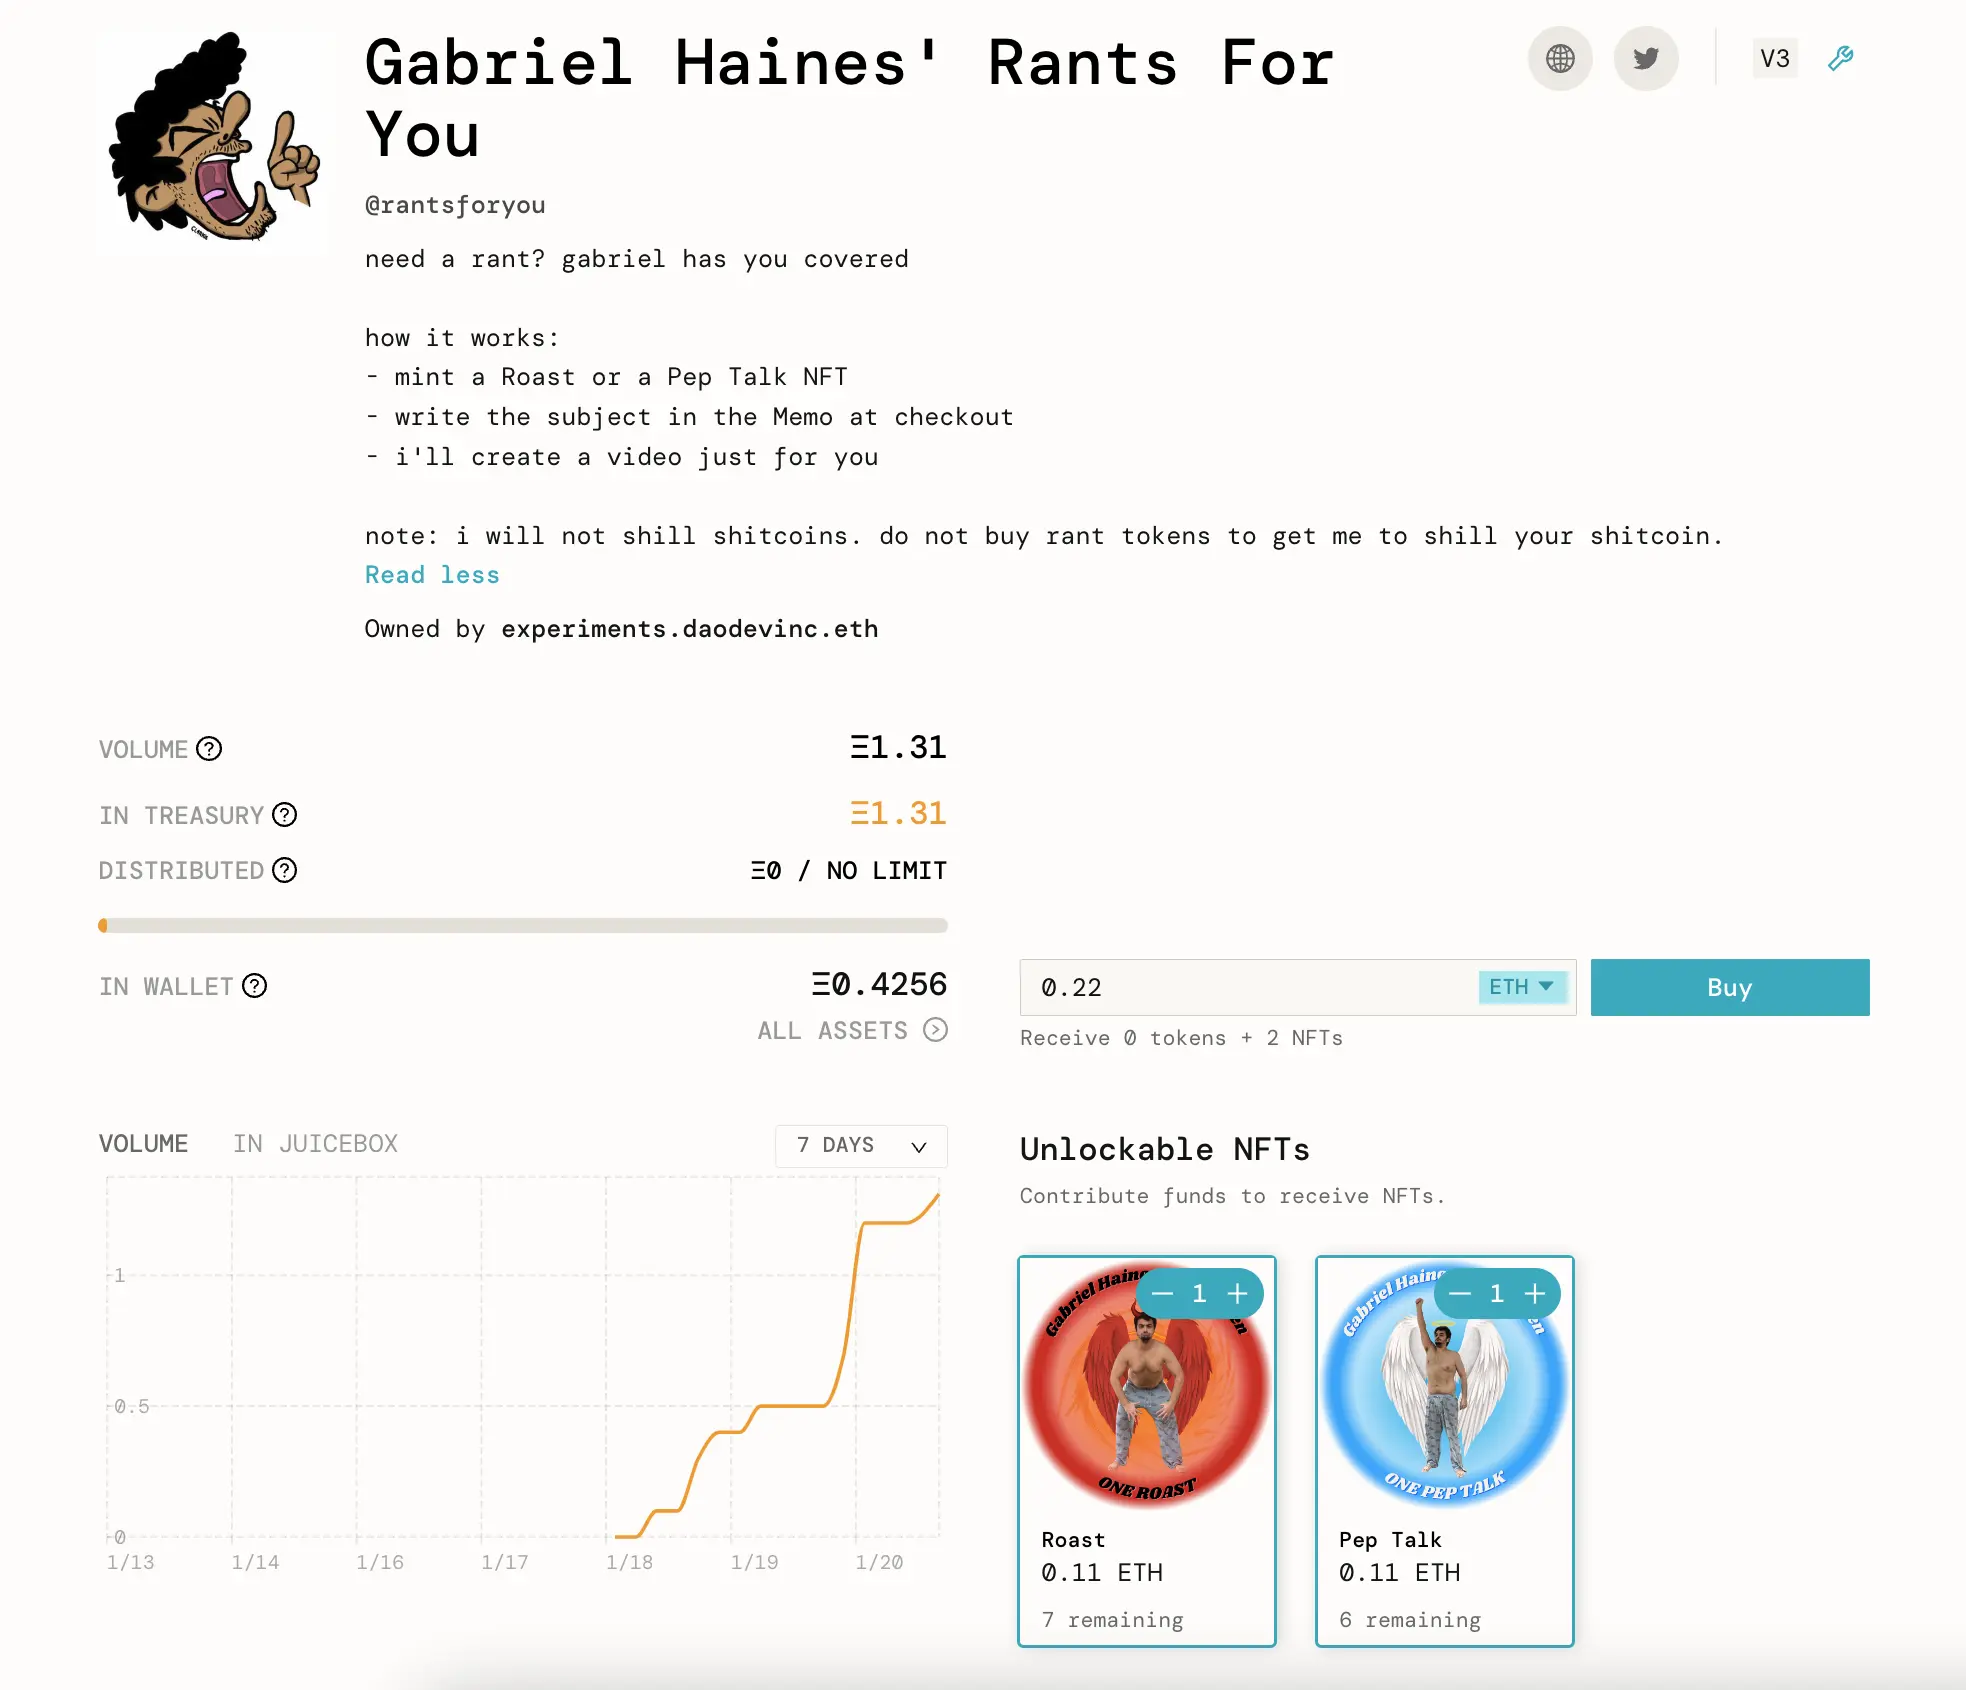 Gabriel Haines' Rants For
You
V3
@rantsforyou
need a rant? gabriel has you covered
how it works:
- mint a Roast or a Pep Talk NFT
- write the subject in the Memo at checkout
- i'll create a video just for you
note: i will not shill shitcoins. do not buy rant tokens to get me to shill your shitcoin.
Read less
Owned by experiments.daodevinc.eth
VOLUME ? Ξ1.31
IN TREASURY ? Ξ1.31
DISTRIBUTED ? Ξ0 / NO LIMIT
IN WALLET ? Ξ0.4256
ALL ASSETS
0.22 ETH Buy
Receive 0 tokens + 2 NFTs
VOLUME IN JUICEBOX 7 DAYS
1
0.5
0
1/13 1/14 1/16 1/17 1/18 1/19 1/20
Unlockable NFTs
Contribute funds to receive NFTs.
1
Gabriel
ONE ROAST
Roast
0.11 ETH
7 remaining
1
Gabriel
ONE PEP TALK
Pep Talk
0.11 ETH
6 remaining